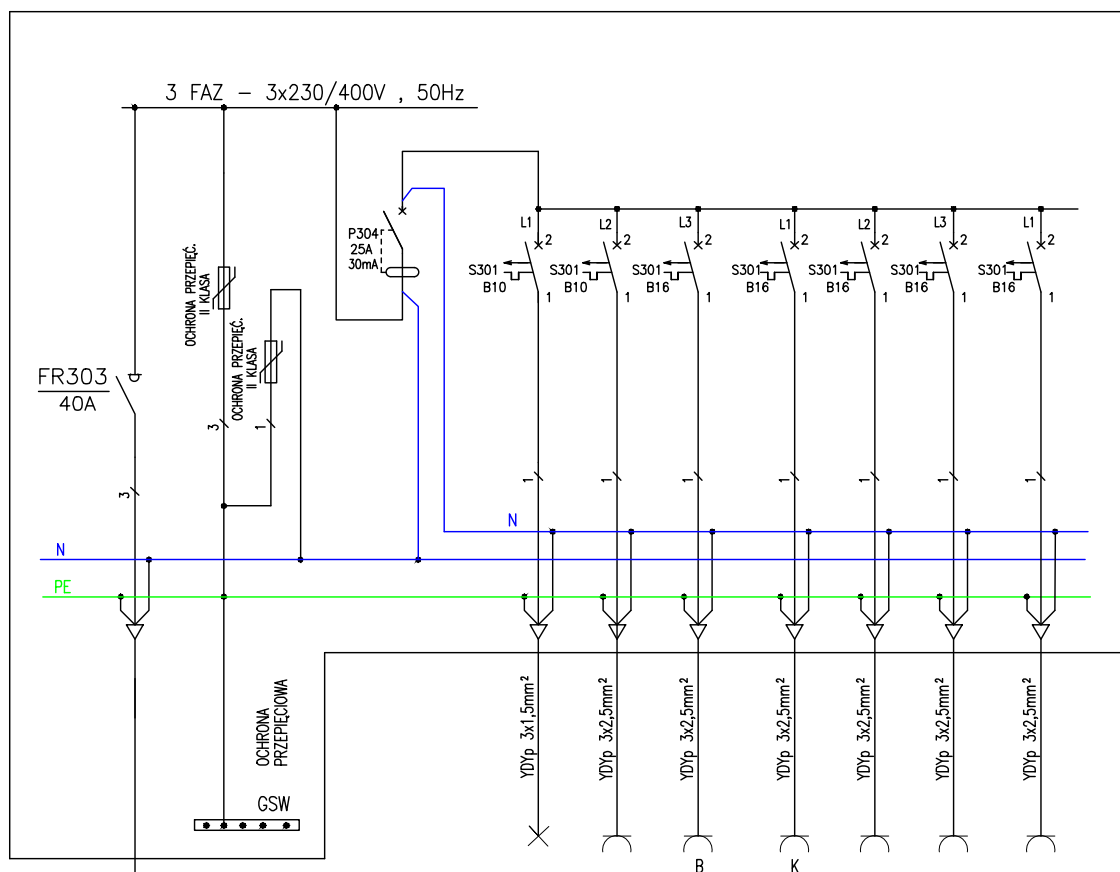 3 FAZ - 3x230/400V , 50Hz
OCHRONA PRZEPIĘĆ.
II KLASA
OCHRONA PRZEPIĘĆ.
II KLASA
FR303
40A
3
3
1
P304
25A
30mA
L1
2
S301
B10
1
L2
2
S301
B10
1
L3
2
S301
B16
1
L1
2
S301
B16
1
L2
2
S301
B16
1
L3
2
S301
B16
1
L1
2
S301
B16
1
1
1
1
1
1
1
1
N
N
PE
OCHRONA
PRZEPIĘCIOWA
GSW
YDYp 3x1,5mm²
YDYp 3x2,5mm²
YDYp 3x2,5mm²
YDYp 3x2,5mm²
YDYp 3x2,5mm²
YDYp 3x2,5mm²
YDYp 3x2,5mm²
B
K